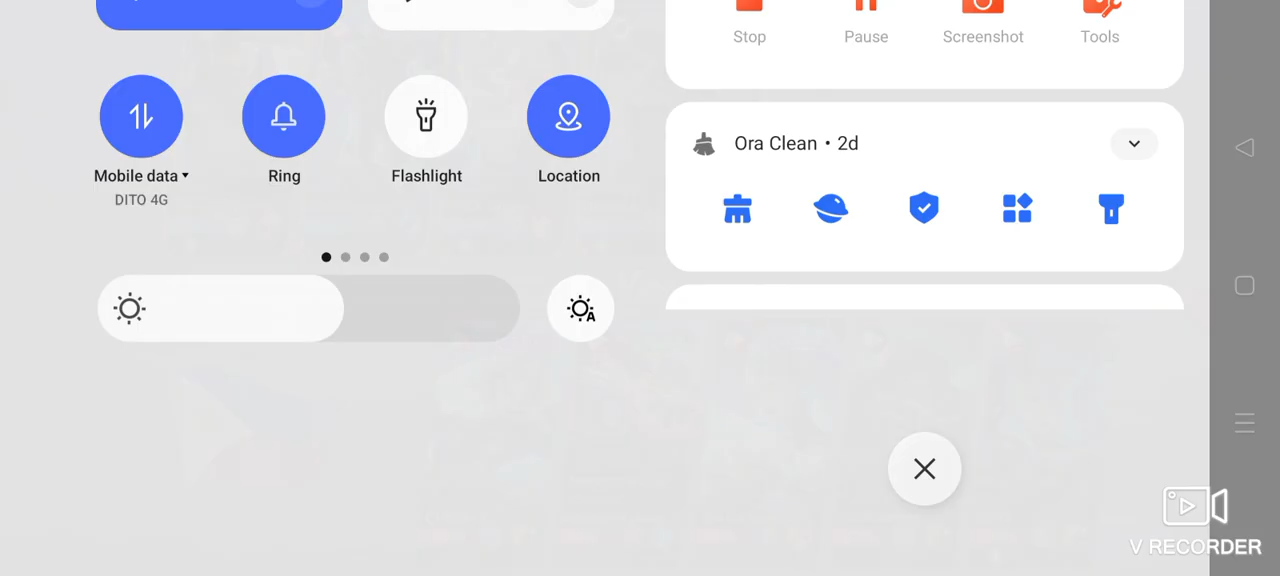 Stop Pause Screenshot Tools
Mobile data Ring Flashlight Location
DITO 4G
Ora Clean • 2d
A
V RECORDER